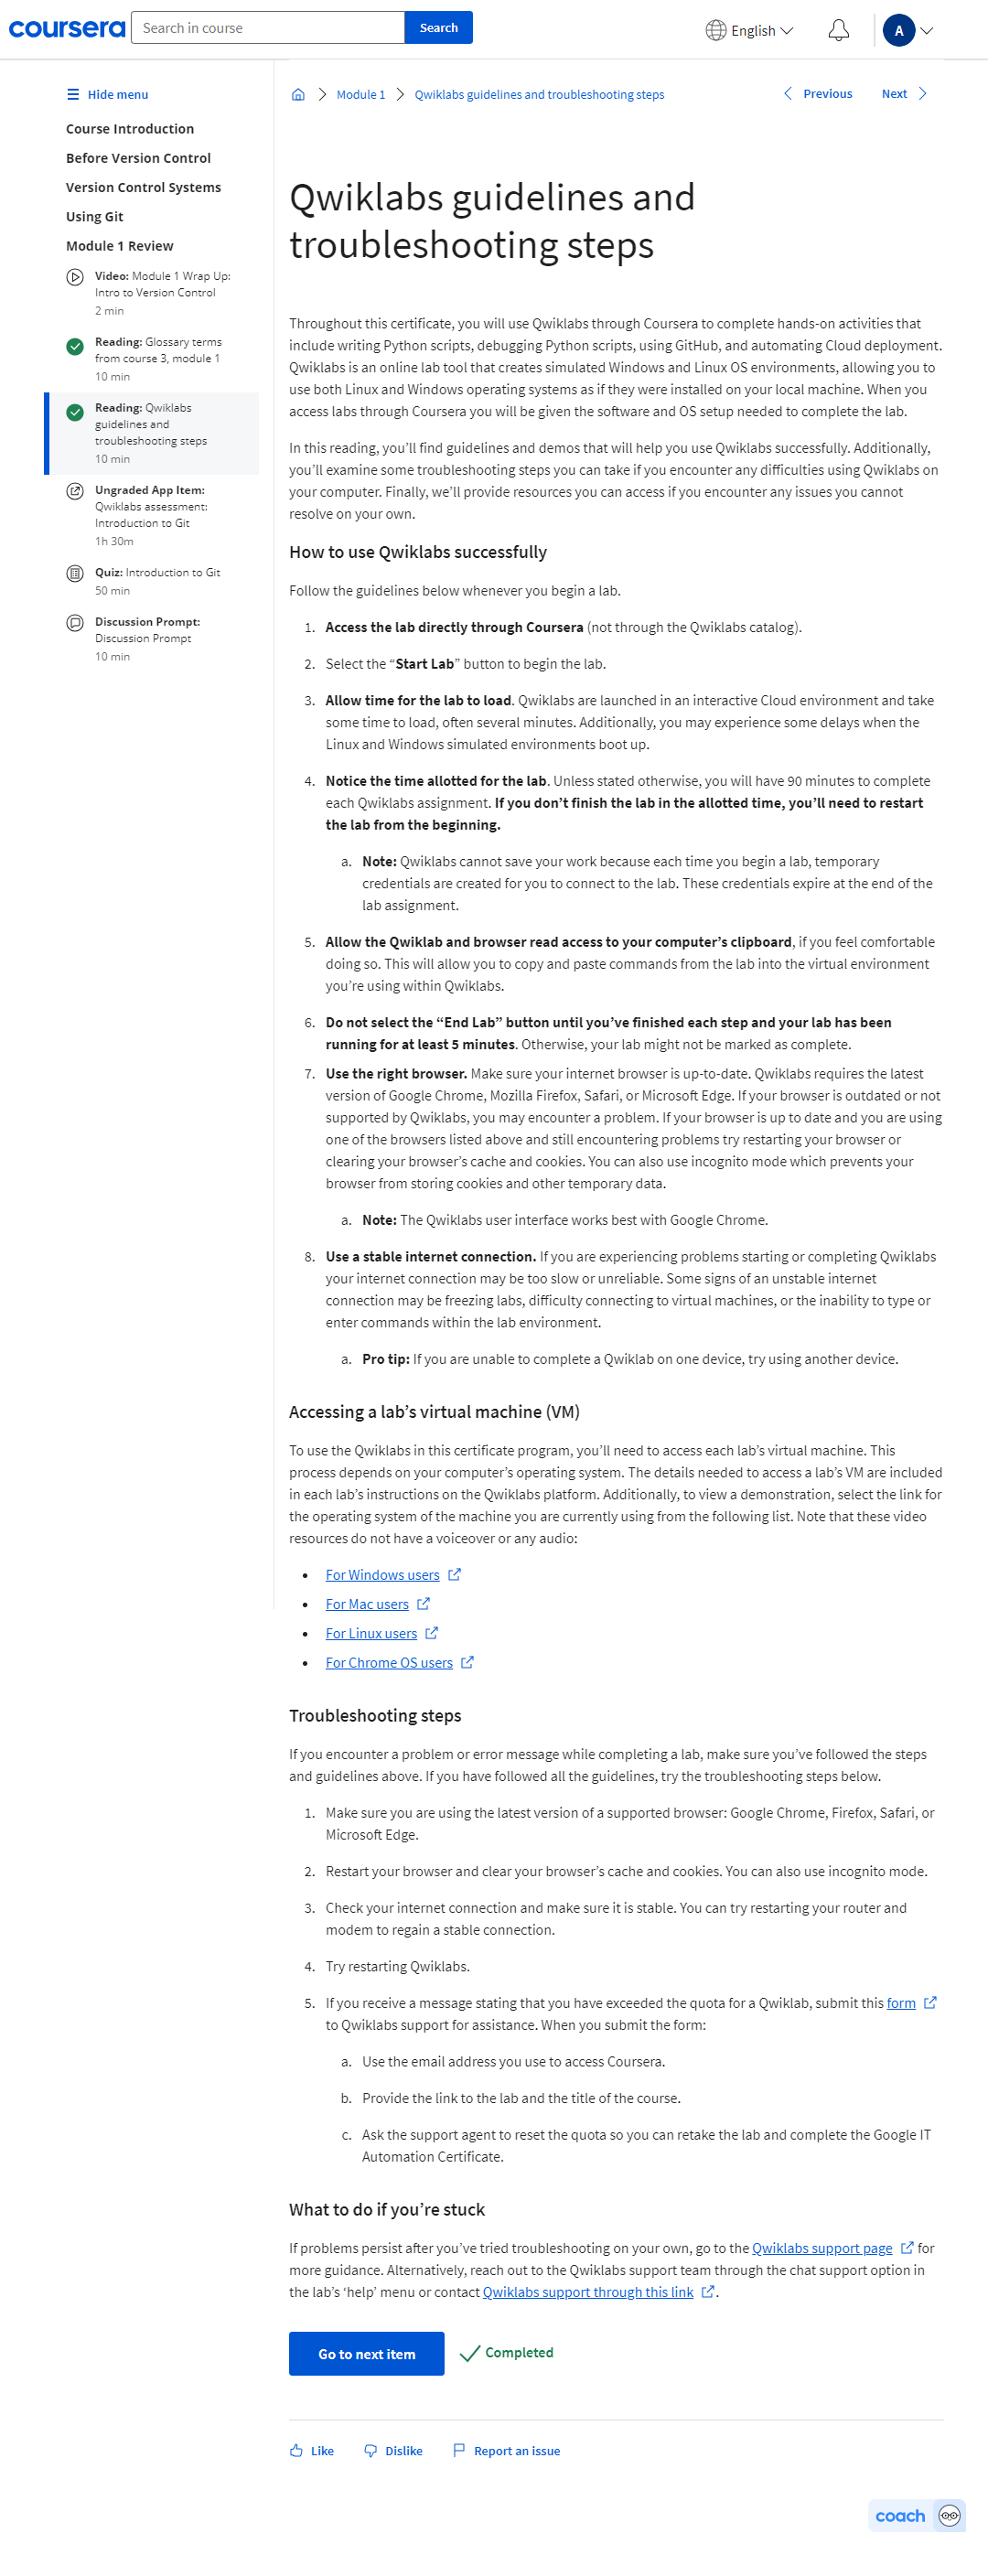 coursera
Search in course
Search
English
A
Hide menu
Course Introduction
Before Version Control
Version Control Systems
Using Git
Module 1 Review
Video: Module 1 Wrap Up:
Intro to Version Control
2 min
Reading: Glossary terms
from course 3, module 1
10 min
Reading: Qwiklabs
guidelines and
troubleshooting steps
10 min
Ungraded App Item:
Qwiklabs assessment:
Introduction to Git
1h 30m
Quiz: Introduction to Git
50 min
Discussion Prompt:
Discussion Prompt
10 min
Module 1
Qwiklabs guidelines and troubleshooting steps
Previous
Next
Qwiklabs guidelines and
troubleshooting steps
Throughout this certificate, you will use Qwiklabs through Coursera to complete hands-on activities that
include writing Python scripts, debugging Python scripts, using GitHub, and automating Cloud deployment.
Qwiklabs is an online lab tool that creates simulated Windows and Linux OS environments, allowing you to
use both Linux and Windows operating systems as if they were installed on your local machine. When you
access labs through Coursera you will be given the software and OS setup needed to complete the lab.
In this reading, you’ll find guidelines and demos that will help you use Qwiklabs successfully. Additionally,
you’ll examine some troubleshooting steps you can take if you encounter any difficulties using Qwiklabs on
your computer. Finally, we’ll provide resources you can access if you encounter any issues you cannot
resolve on your own.
How to use Qwiklabs successfully
Follow the guidelines below whenever you begin a lab.
1. Access the lab directly through Coursera (not through the Qwiklabs catalog).
2. Select the “Start Lab” button to begin the lab.
3. Allow time for the lab to load. Qwiklabs are launched in an interactive Cloud environment and take
some time to load, often several minutes. Additionally, you may experience some delays when the
Linux and Windows simulated environments boot up.
4. Notice the time allotted for the lab. Unless stated otherwise, you will have 90 minutes to complete
each Qwiklabs assignment. If you don’t finish the lab in the allotted time, you’ll need to restart
the lab from the beginning.
a. Note: Qwiklabs cannot save your work because each time you begin a lab, temporary
credentials are created for you to connect to the lab. These credentials expire at the end of the
lab assignment.
5. Allow the Qwiklab and browser read access to your computer’s clipboard, if you feel comfortable
doing so. This will allow you to copy and paste commands from the lab into the virtual environment
you’re using within Qwiklabs.
6. Do not select the “End Lab” button until you’ve finished each step and your lab has been
running for at least 5 minutes. Otherwise, your lab might not be marked as complete.
7. Use the right browser. Make sure your internet browser is up-to-date. Qwiklabs requires the latest
version of Google Chrome, Mozilla Firefox, Safari, or Microsoft Edge. If your browser is outdated or not
supported by Qwiklabs, you may encounter a problem. If your browser is up to date and you are using
one of the browsers listed above and still encountering problems try restarting your browser or
clearing your browser’s cache and cookies. You can also use incognito mode which prevents your
browser from storing cookies and other temporary data.
a. Note: The Qwiklabs user interface works best with Google Chrome.
8. Use a stable internet connection. If you are experiencing problems starting or completing Qwiklabs
your internet connection may be too slow or unreliable. Some signs of an unstable internet
connection may be freezing labs, difficulty connecting to virtual machines, or the inability to type or
enter commands within the lab environment.
a. Pro tip: If you are unable to complete a Qwiklab on one device, try using another device.
Accessing a lab’s virtual machine (VM)
To use the Qwiklabs in this certificate program, you’ll need to access each lab’s virtual machine. This
process depends on your computer’s operating system. The details needed to access a lab’s VM are included
in each lab’s instructions on the Qwiklabs platform. Additionally, to view a demonstration, select the link for
the operating system of the machine you are currently using from the following list. Note that these video
resources do not have a voiceover or any audio:
• For Windows users
• For Mac users
• For Linux users
• For Chrome OS users
Troubleshooting steps
If you encounter a problem or error message while completing a lab, make sure you’ve followed the steps
and guidelines above. If you have followed all the guidelines, try the troubleshooting steps below.
1. Make sure you are using the latest version of a supported browser: Google Chrome, Firefox, Safari, or
Microsoft Edge.
2. Restart your browser and clear your browser’s cache and cookies. You can also use incognito mode.
3. Check your internet connection and make sure it is stable. You can try restarting your router and
modem to regain a stable connection.
4. Try restarting Qwiklabs.
5. If you receive a message stating that you have exceeded the quota for a Qwiklab, submit this form
to Qwiklabs support for assistance. When you submit the form:
a. Use the email address you use to access Coursera.
b. Provide the link to the lab and the title of the course.
c. Ask the support agent to reset the quota so you can retake the lab and complete the Google IT
Automation Certificate.
What to do if you’re stuck
If problems persist after you’ve tried troubleshooting on your own, go to the Qwiklabs support page for
more guidance. Alternatively, reach out to the Qwiklabs support team through the chat support option in
the lab’s ‘help’ menu or contact Qwiklabs support through this link.
Go to next item
Completed
Like
Dislike
Report an issue
coach